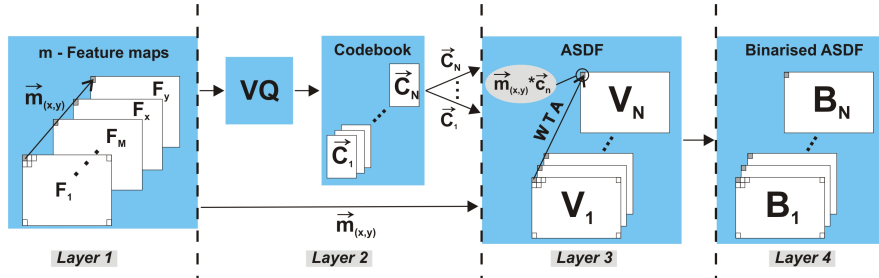 m - Feature maps
m(x,y)
F1
FM
Fx
Fy
VQ
Codebook
CN
C1
CN
C1
m(x,y)
ASDF
m(x,y)*cn
WTA
VN
V1
Binarised ASDF
BN
B1
Layer 1
Layer 2
Layer 3
Layer 4